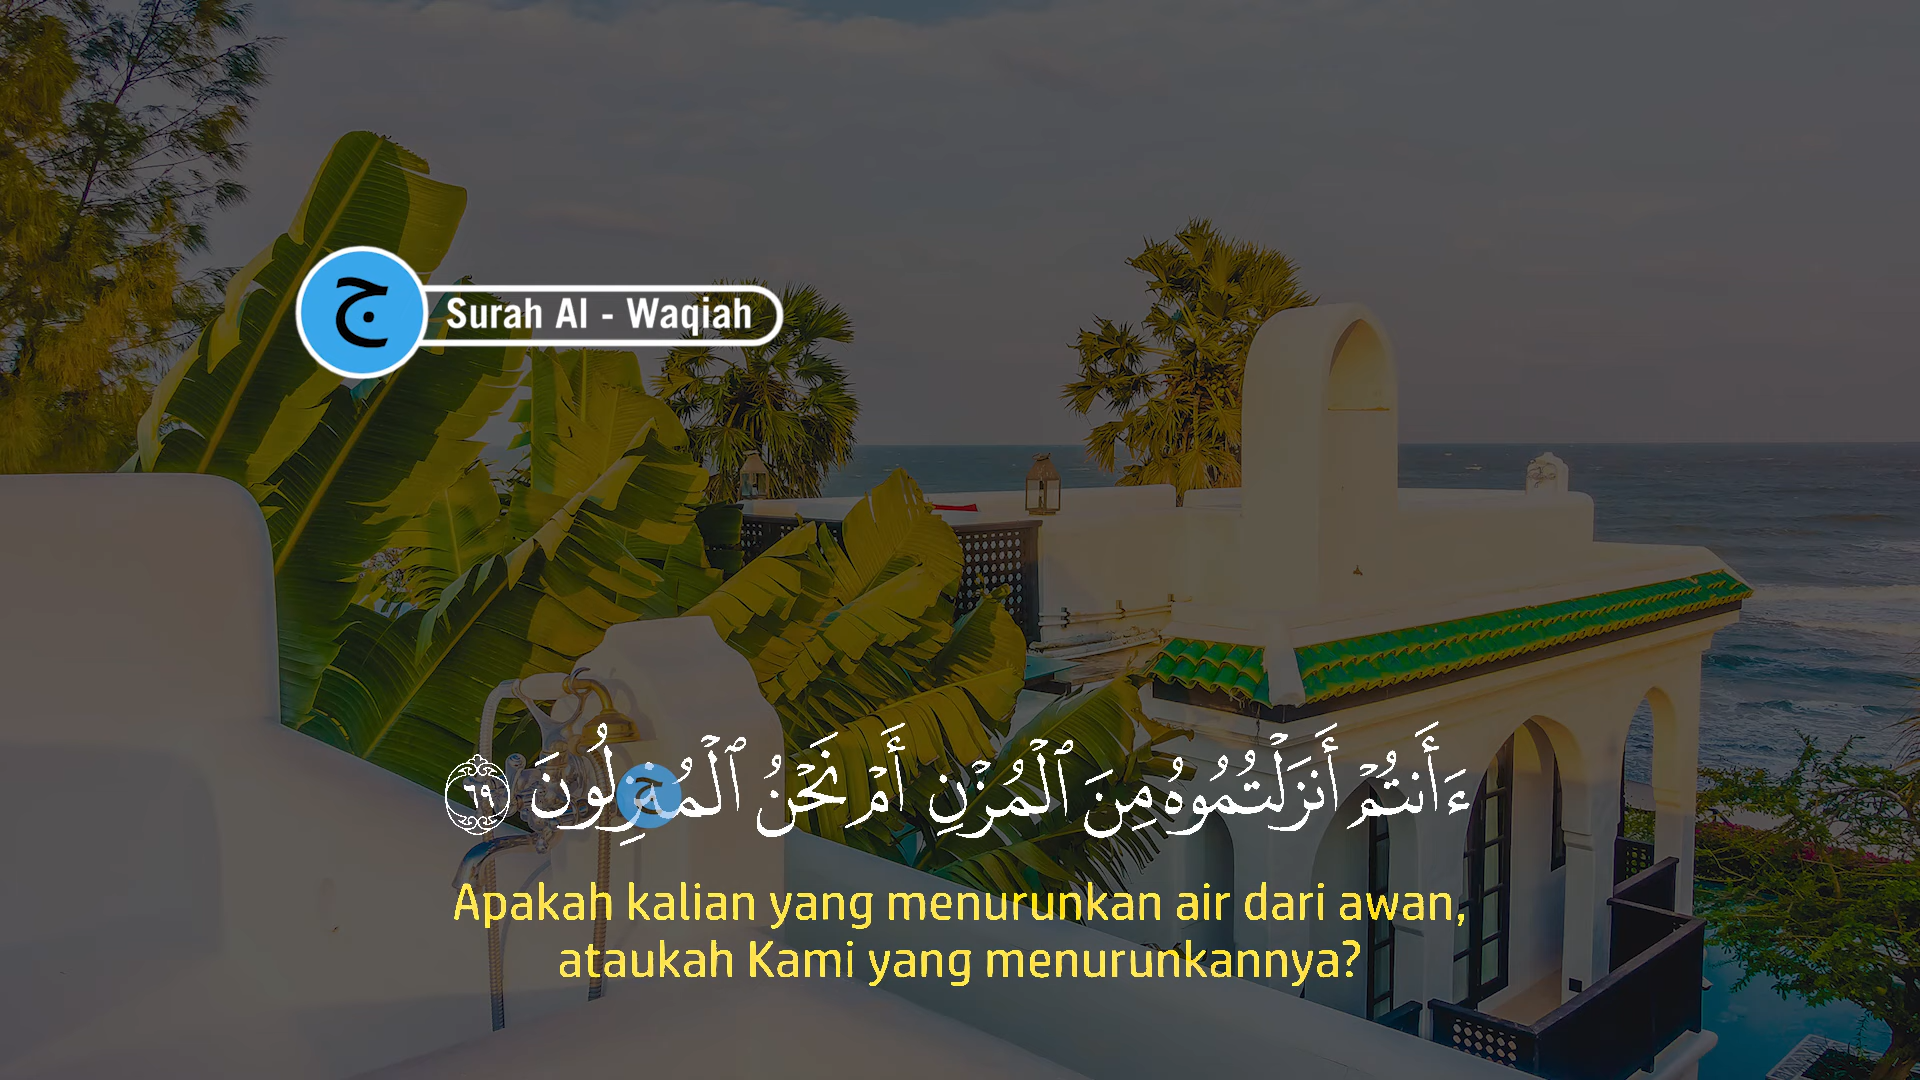 ج
Surah Al - Waqiah
ءَأَنتُمۡ أَنزَلۡتُمُوهُ مِنَ ٱلۡمُزۡنِ أَمۡ نَحۡنُ ٱلۡمُنزِلُونَ ٦٩
ج
Apakah kalian yang menurunkan air dari awan,
ataukah Kami yang menurunkannya?